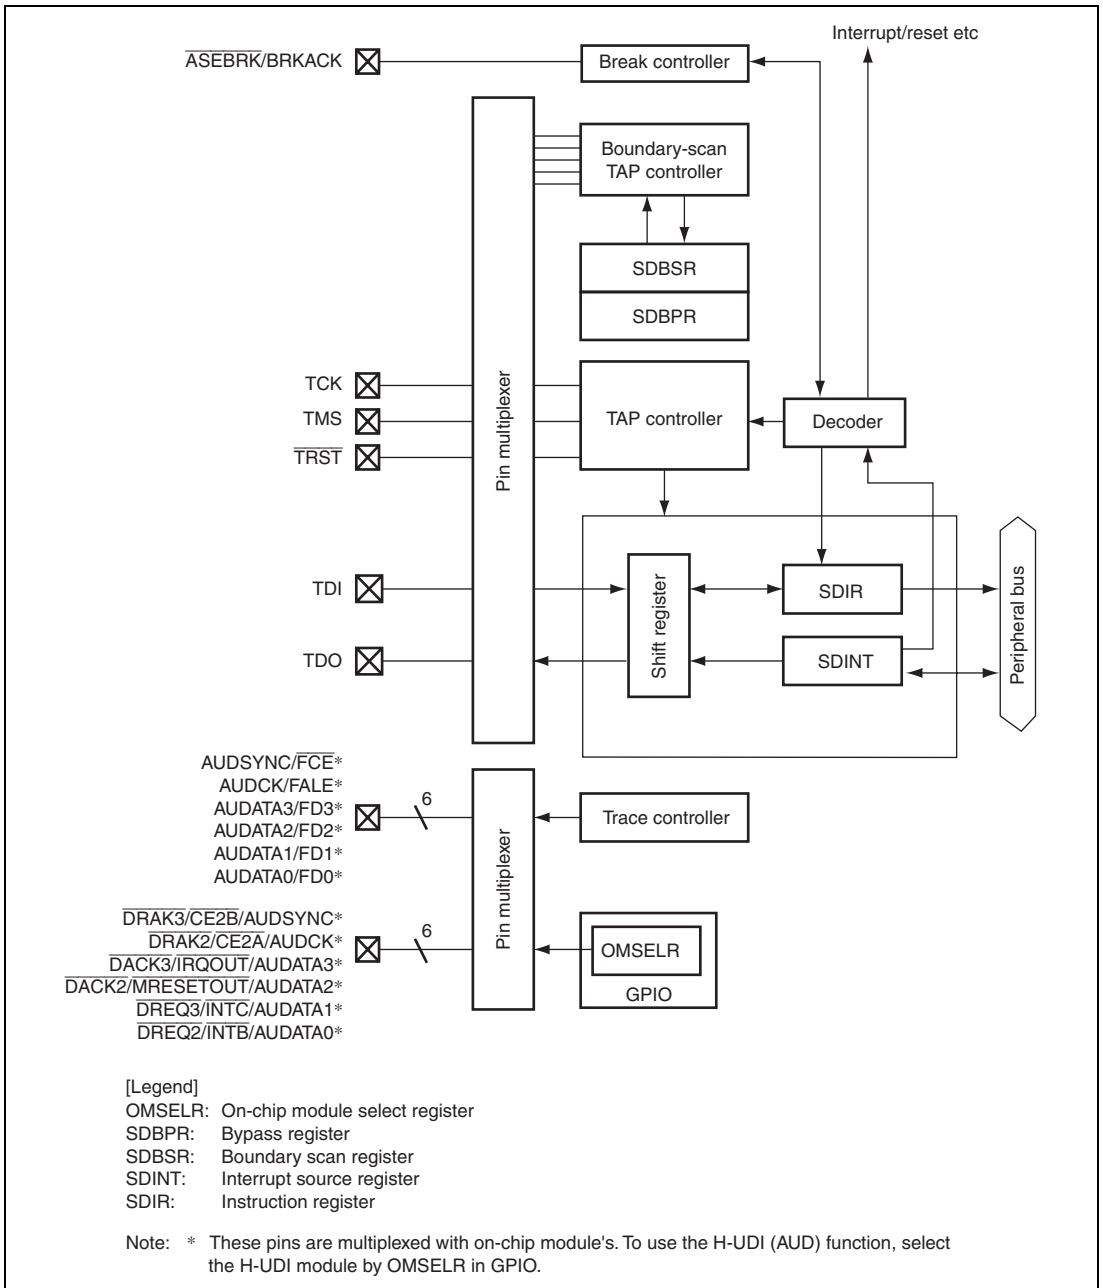 Interrupt/reset etc
ASEBRK/BRKACK
Break controller
Boundary-scan
TAP controller
SDBSR
SDBPR
Pin multiplexer
TCK
TMS
TRST
TAP controller
Decoder
TDI
TDO
Shift register
SDIR
SDINT
Peripheral bus
AUDSYNC/FCE*
AUDCK/FALE*
AUDATA3/FD3*
AUDATA2/FD2*
AUDATA1/FD1*
AUDATA0/FD0*
6
Pin multiplexer
Trace controller
DRAK3/CE2B/AUDSYNC*
DRAK2/CE2A/AUDCK*
DACK3/IRQOUT/AUDATA3*
DACK2/MRESETOUT/AUDATA2*
DREQ3/INTC/AUDATA1*
DREQ2/INTB/AUDATA0*
6
OMSELR
GPIO
[Legend]
OMSELR: On-chip module select register
SDBPR: Bypass register
SDBSR: Boundary scan register
SDINT: Interrupt source register
SDIR: Instruction register
Note: * These pins are multiplexed with on-chip module's. To use the H-UDI (AUD) function, select
the H-UDI module by OMSELR in GPIO.